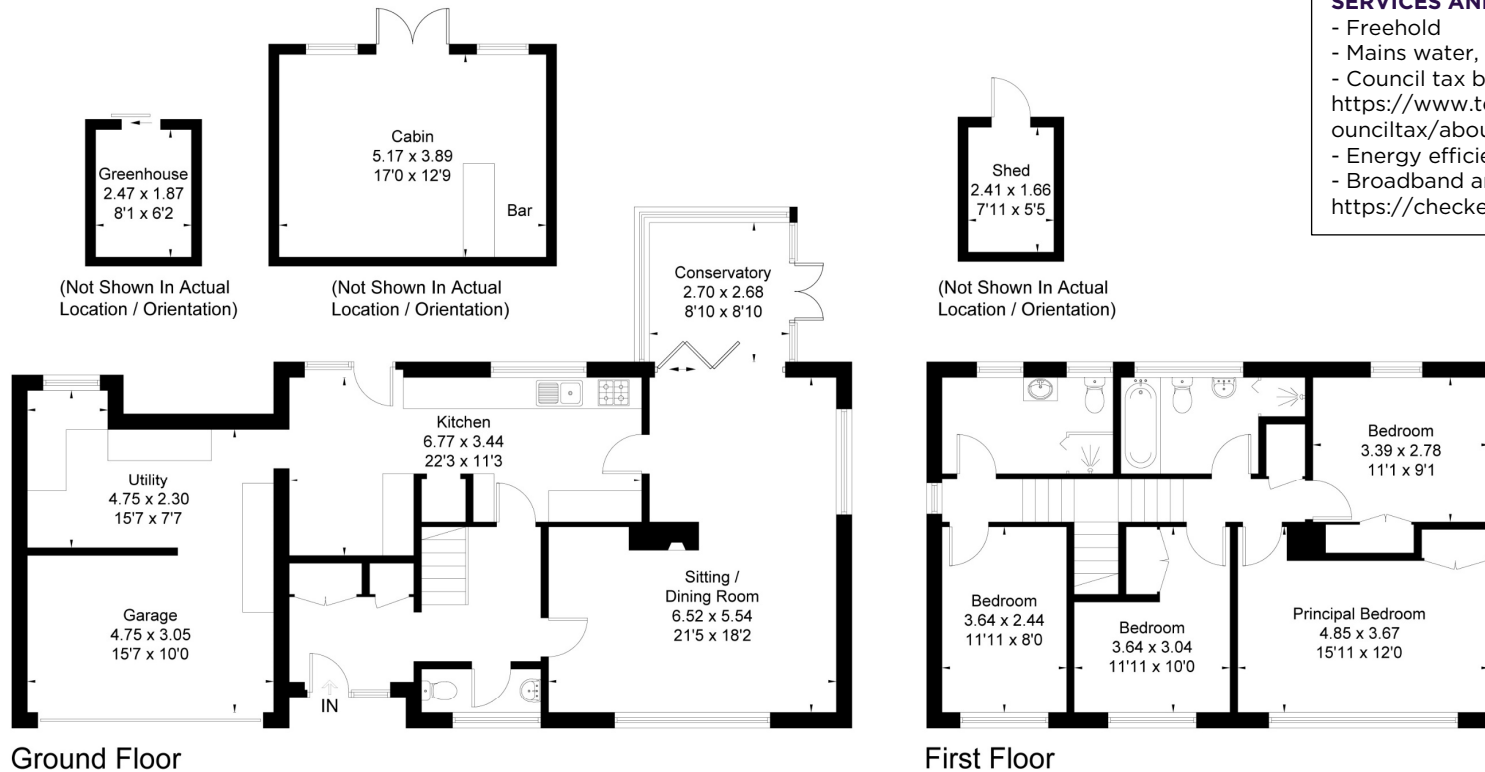 SERVICES AN
- Freehold
- Mains water,
- Council tax b
https://www.t
ounciltax/abou
- Energy efficie
- Broadband a
https://checke
Greenhouse
2.47 x 1.87
8'1 x 6'2
(Not Shown In Actual
Location / Orientation)
Cabin
5.17 x 3.89
17'0 x 12'9
Bar
(Not Shown In Actual
Location / Orientation)
Conservatory
2.70 x 2.68
8'10 x 8'10
Shed
2.41 x 1.66
7'11 x 5'5
(Not Shown In Actual
Location / Orientation)
Utility
4.75 x 2.30
15'7 x 7'7
Kitchen
6.77 x 3.44
22'3 x 11'3
Garage
4.75 x 3.05
15'7 x 10'0
Sitting /
Dining Room
6.52 x 5.54
21'5 x 18'2
IN
Ground Floor
Bedroom
3.39 x 2.78
11'1 x 9'1
Bedroom
3.64 x 2.44
11'11 x 8'0
Bedroom
3.64 x 3.04
11'11 x 10'0
Principal Bedroom
4.85 x 3.67
15'11 x 12'0
First Floor